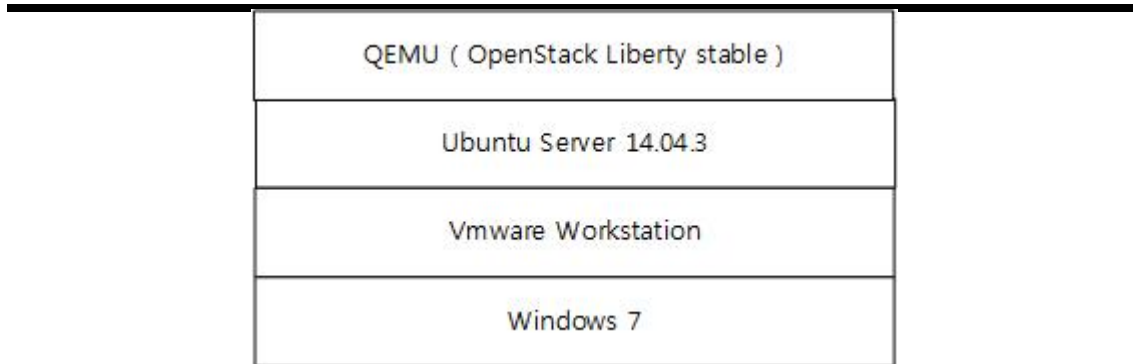 QEMU ( OpenStack Liberty stable )
Ubuntu Server 14.04.3
Vmware Workstation
Windows 7